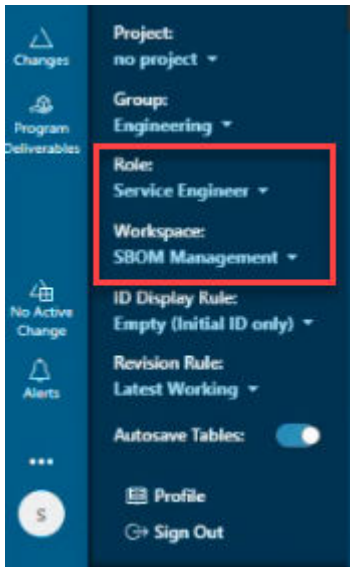 Changes
Program
Deliverables
No Active
Change
Alerts
...
S
Project:
no project
Group:
Engineering
Role:
Service Engineer
Workspace:
SBOM Management
ID Display Rule:
Empty (Initial ID only)
Revision Rule:
Latest Working
Autosave Tables:
Profile
Sign Out